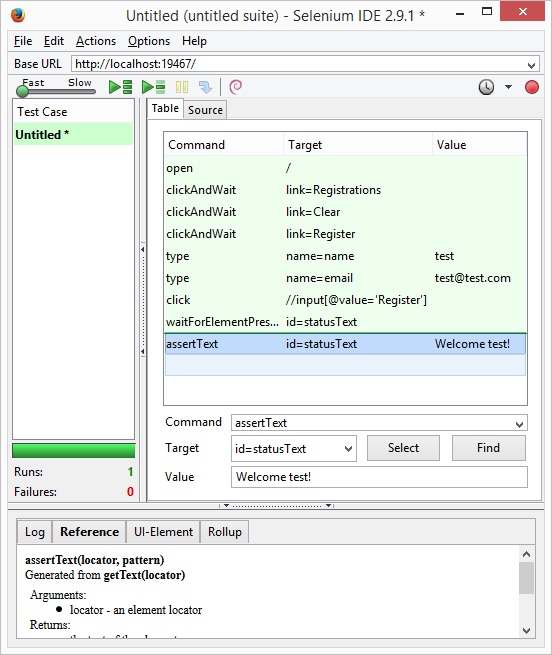 Untitled (untitled suite) - Selenium IDE 2.9.1 *
File Edit Actions Options Help
Base URL http://localhost:19467/
Fast Slow
Test Case
Untitled *
Runs: 1
Failures: 0
Table Source
Command Target Value
open /
clickAndWait link=Registrations
clickAndWait link=Clear
clickAndWait link=Register
type name=name test
type name=email test@test.com
click //input[@value='Register']
waitForElementPres... id=statusText
assertText id=statusText Welcome test!
Command assertText
Target id=statusText Select Find
Value Welcome test!
Log Reference UI-Element Rollup
assertText(locator, pattern)
Generated from getText(locator)
Arguments:
• locator - an element locator
Returns: